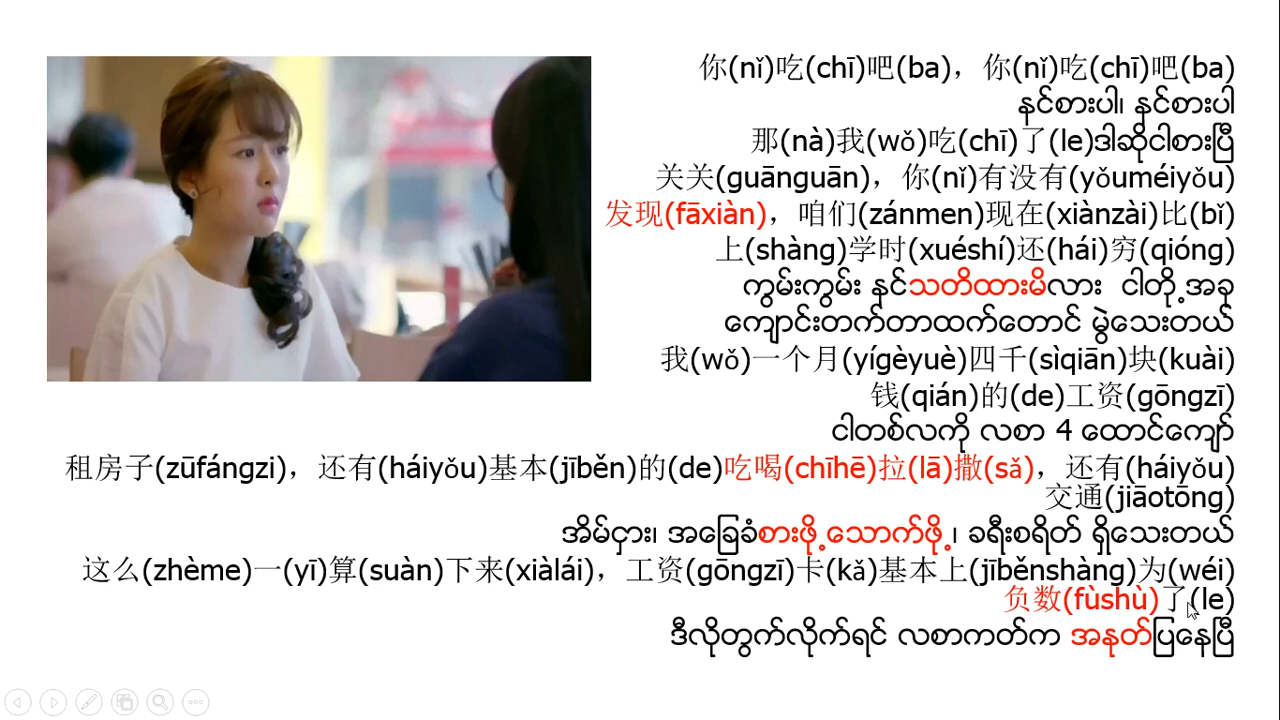 你(nǐ)吃(chī)吧(ba)，你(nǐ)吃(chī)吧(ba)
နင်စားပါ၊ နင်စားပါ
那(nà)我(wǒ)吃(chī)了(le)ဒါဆိုငါစားပြီ
关关(guānguān)，你(nǐ)有没有(yǒuméiyǒu)
发现(fāxiàn)，咱们(zánmen)现在(xiànzài)比(bǐ)
上(shàng)学时(xuéshí)还(hái)穷(qióng)
ကွမ်းကွမ်း နင်သတိထားမိလား ငါတို့အခု
ကျောင်းတက်တာထက်တောင် မွဲသေးတယ်
我(wǒ)一个月(yígèyuè)四千(sìqiān)块(kuài)
钱(qián)的(de)工资(gōngzī)
ငါတစ်လကို လစာ 4 ထောင်ကျော်
租房子(zūfángzi)，还有(háiyǒu)基本(jīběn)的(de)吃喝(chīhē)拉(lā)撒(sǎ)，还有(háiyǒu)
交通(jiāotōng)
အိမ်ငှား၊ အခြေခံစားဖို့သောက်ဖို့၊ ခရီးစရိတ် ရှိသေးတယ်
这么(zhème)一(yī)算(suàn)下来(xiàlái)，工资(gōngzī)卡(kǎ)基本上(jīběnshàng)为(wéi)
负数(fùshù)了(le)
ဒီလိုတွက်လိုက်ရင် လစာကတ်က အနုတ်ပြနေပြီ